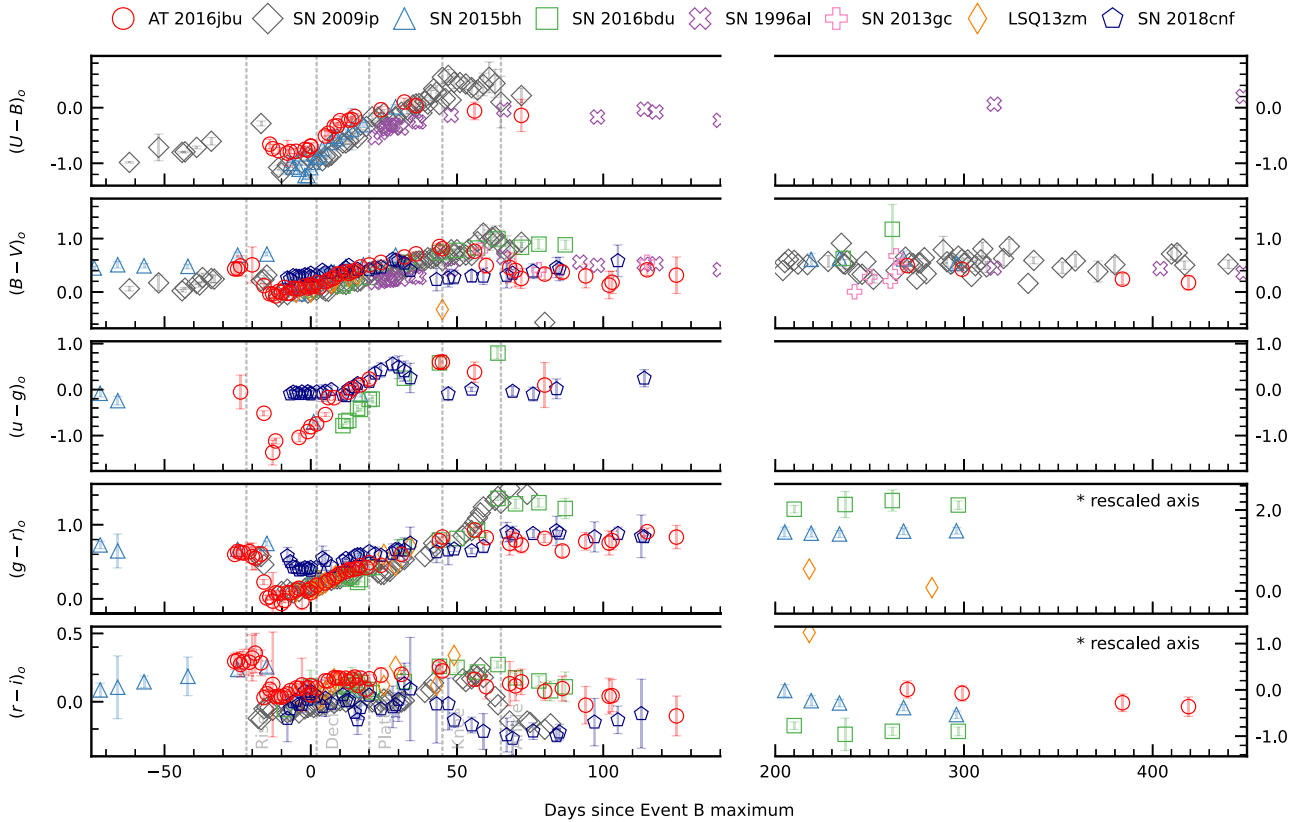 AT 2016jbu SN 2009ip SN 2015bh SN 2016bdu SN 1996al SN 2013gc LSQ13zm SN 2018cnf
(U − B)ₒ
0.0
−1.0
0.0
−1.0
(B − V)ₒ
1.0
0.0
1.0
0.0
(u − g)ₒ
1.0
0.0
−1.0
1.0
0.0
−1.0
(g − r)ₒ
1.0
0.0
* rescaled axis
2.0
0.0
(r − i)ₒ
0.5
0.0
* rescaled axis
1.0
0.0
−1.0
−50 0 50 100 200 300 400
Days since Event B maximum